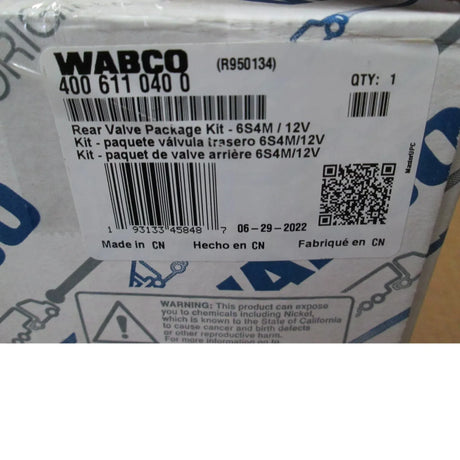 WABCO (R950134)
400 611 040 0 QTY: 1
Rear Valve Package Kit - 6S4M / 12V
Kit - paquete válvula trasero 6S4M/12V
Kit - paquet de valve arrière 6S4M/12V
1 93133 45848 7 06-29-2022
Made in CN Hecho en CN Fabriqué en CN
WARNING: This product can expose
you to chemicals including Nickel,
which is known to the State of California
to cause cancer and birth defects
or other reproductive harm.